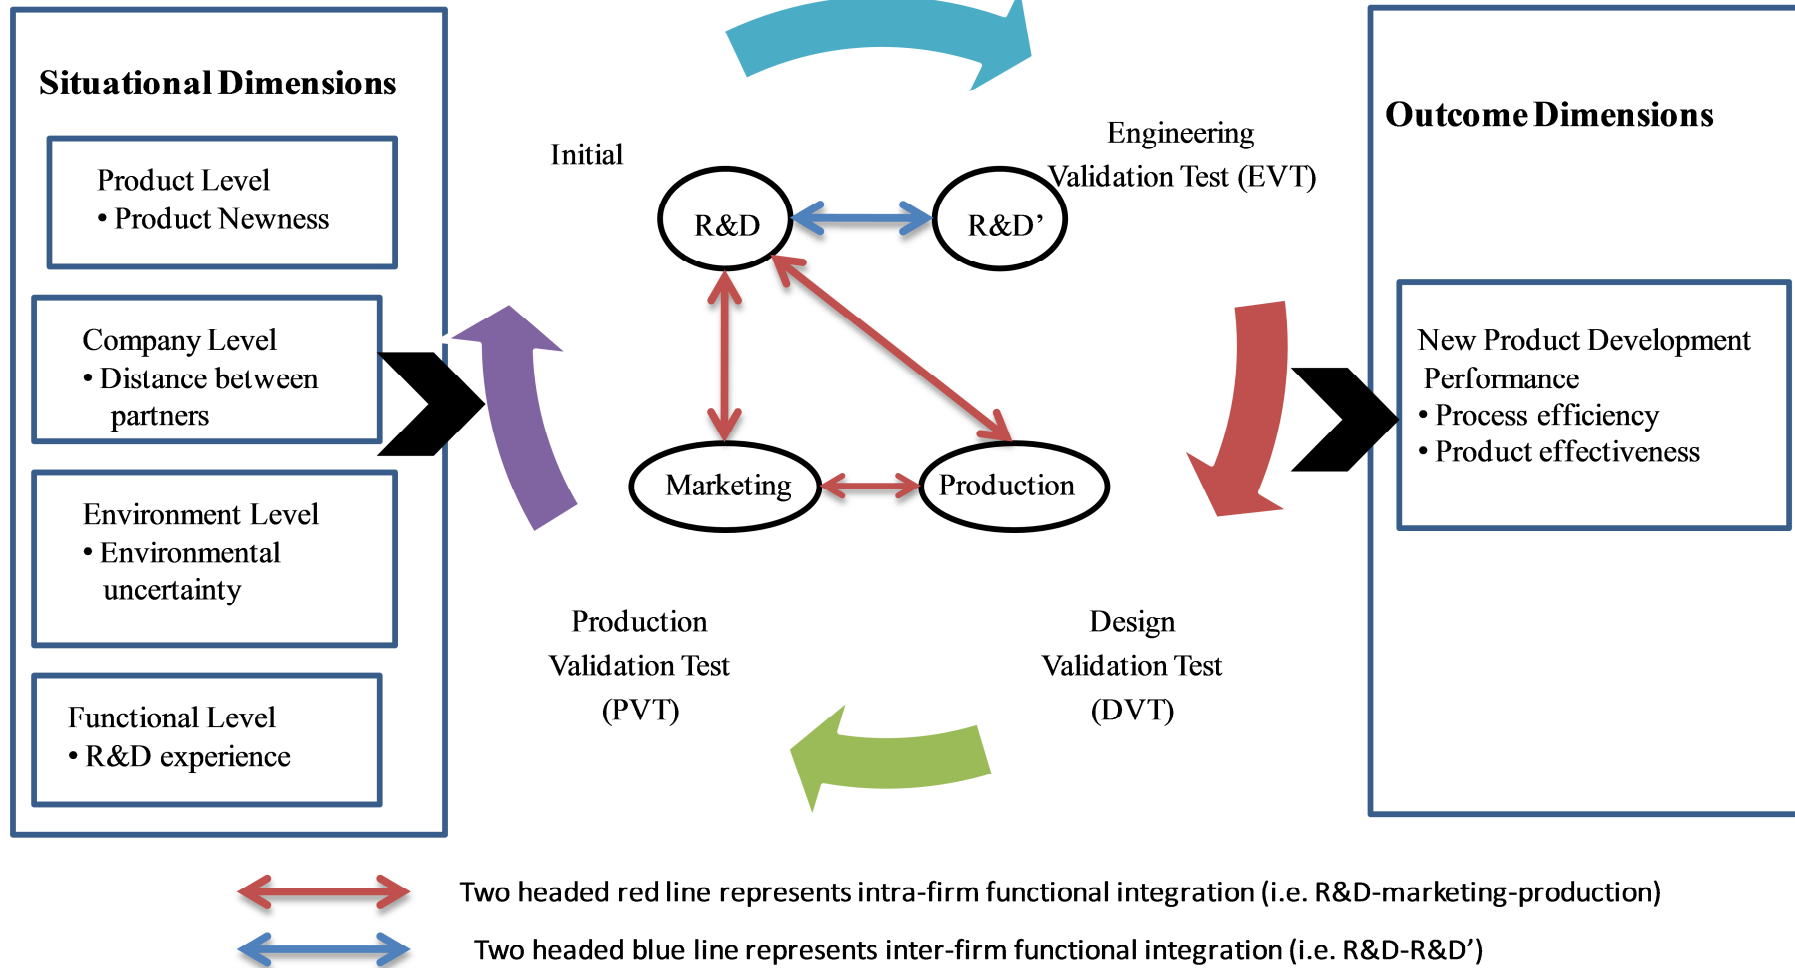 Situational Dimensions
Product Level
• Product Newness
Company Level
• Distance between
partners
Environment Level
• Environmental
uncertainty
Functional Level
• R&D experience
Initial
Engineering
Validation Test (EVT)
R&D
R&D’
Marketing
Production
Production
Validation Test
(PVT)
Design
Validation Test
(DVT)
Outcome Dimensions
New Product Development
Performance
• Process efficiency
• Product effectiveness
Two headed red line represents intra-firm functional integration (i.e. R&D-marketing-production)
Two headed blue line represents inter-firm functional integration (i.e. R&D-R&D’)